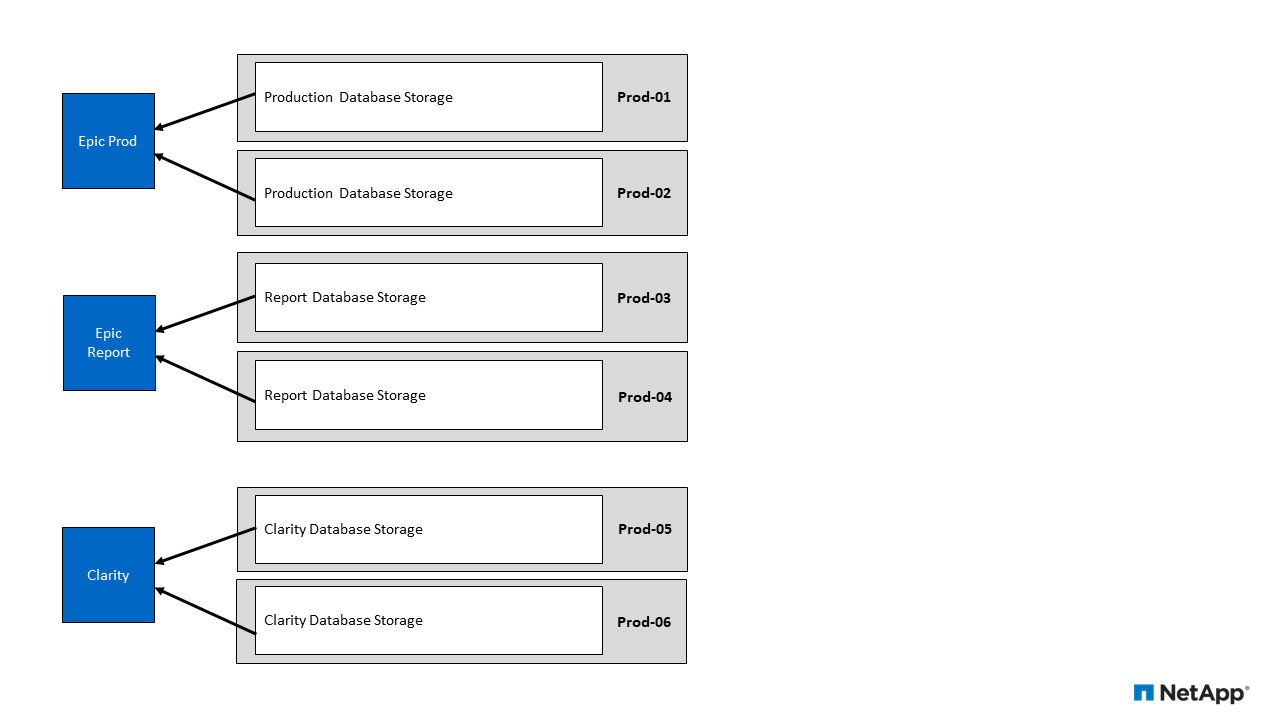 Production Database Storage
Prod-01
Epic Prod
Production Database Storage
Prod-02
Report Database Storage
Prod-03
Epic
Report
Report Database Storage
Prod-04
Clarity Database Storage
Prod-05
Clarity
Clarity Database Storage
Prod-06
NetApp®